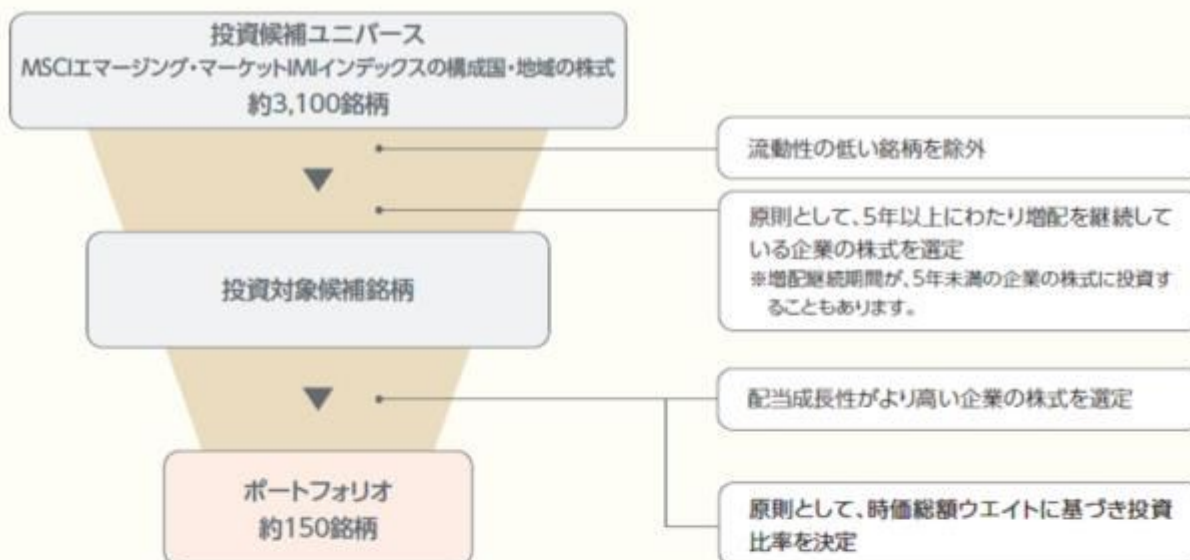 投資候補ユニバース
MSCIエマージング・マーケットIMIインデックスの構成国・地域の株式
約3,100銘柄
流動性の低い銘柄を除外
原則として、5年以上にわたり増配を継続して
いる企業の株式を選定
※増配継続期間が、5年未満の企業の株式に投資す
ることもあります。
投資対象候補銘柄
配当成長性がより高い企業の株式を選定
ポートフォリオ
約150銘柄
原則として、時価総額ウエイトに基づき投資
比率を決定